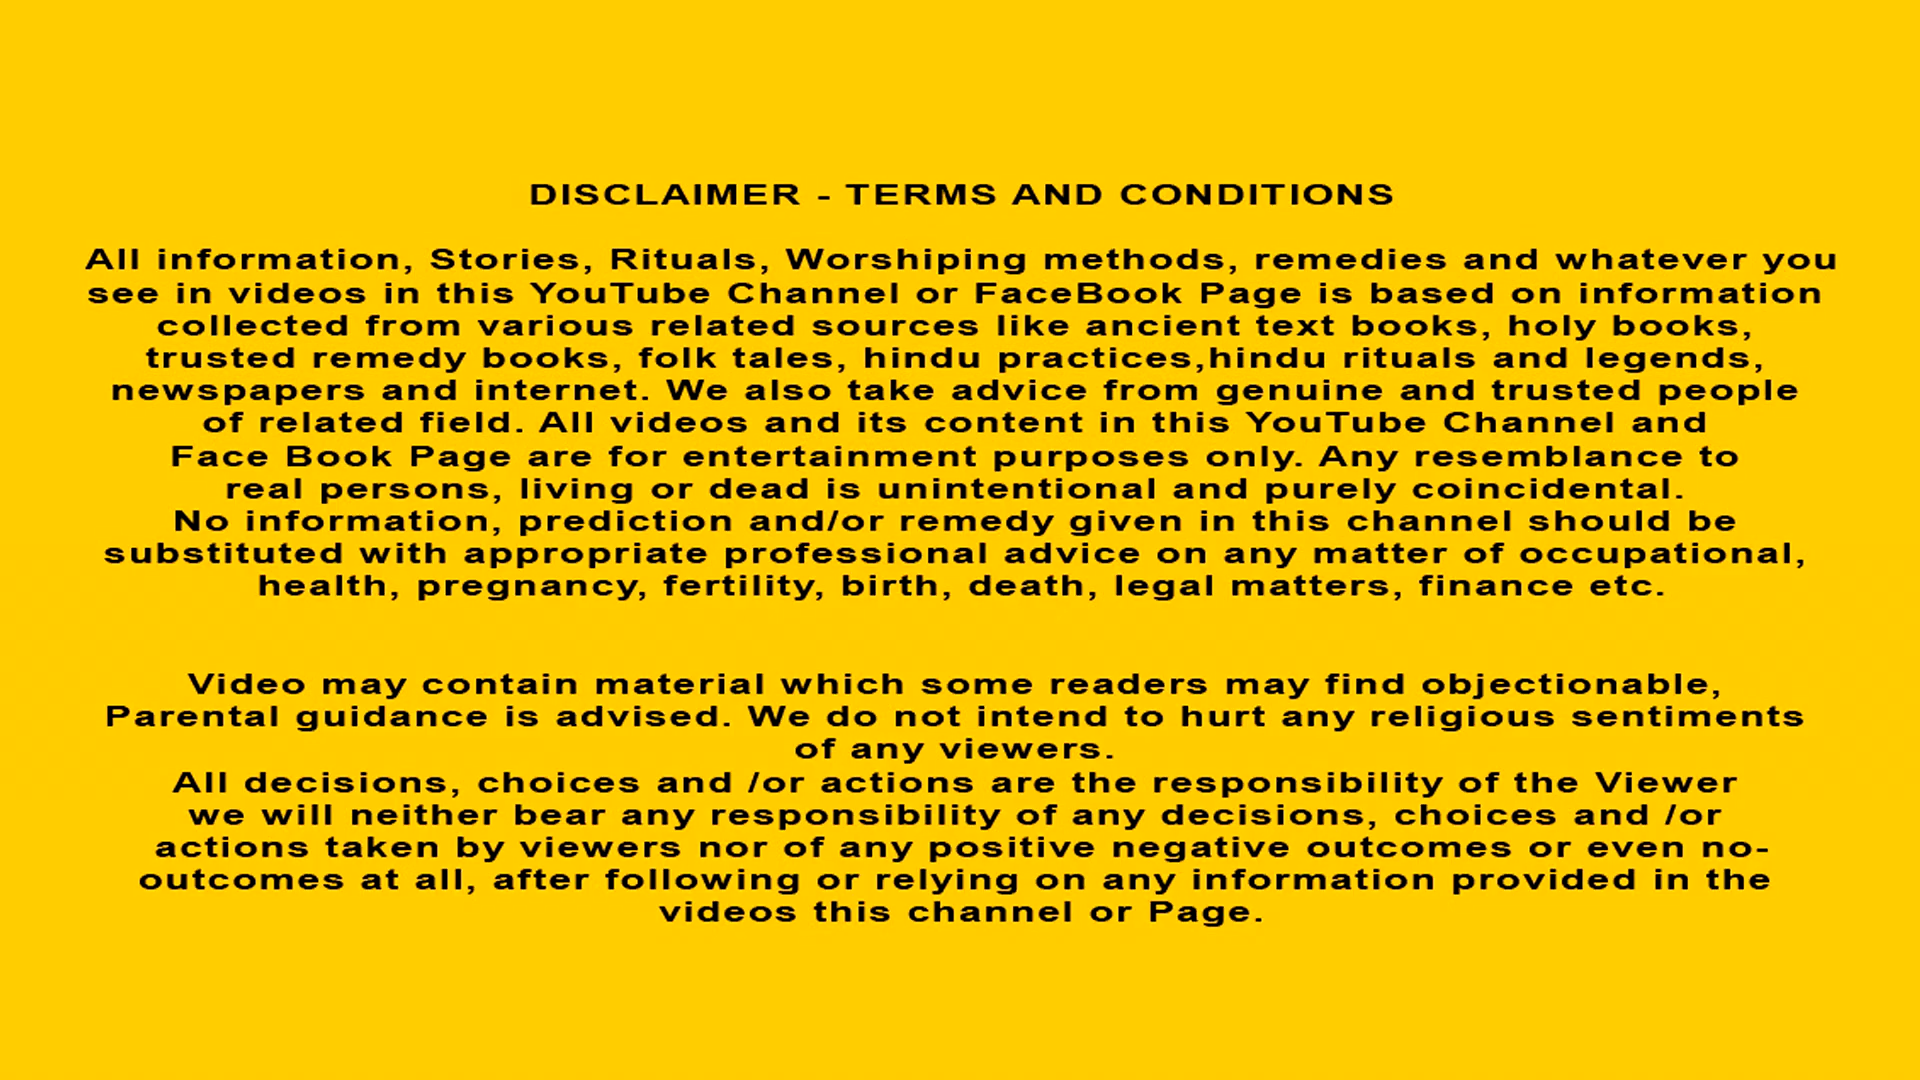 DISCLAIMER - TERMS AND CONDITIONS
All information, Stories, Rituals, Worshiping methods, remedies and whatever you
see in videos in this YouTube Channel or FaceBook Page is based on information
collected from various related sources like ancient text books, holy books,
trusted remedy books, folk tales, hindu practices,hindu rituals and legends,
newspapers and internet. We also take advice from genuine and trusted people
of related field. All videos and its content in this YouTube Channel and
Face Book Page are for entertainment purposes only. Any resemblance to
real persons, living or dead is unintentional and purely coincidental.
No information, prediction and/or remedy given in this channel should be
substituted with appropriate professional advice on any matter of occupational,
health, pregnancy, fertility, birth, death, legal matters, finance etc.
Video may contain material which some readers may find objectionable,
Parental guidance is advised. We do not intend to hurt any religious sentiments
of any viewers.
All decisions, choices and /or actions are the responsibility of the Viewer
we will neither bear any responsibility of any decisions, choices and /or
actions taken by viewers nor of any positive negative outcomes or even no-
outcomes at all, after following or relying on any information provided in the
videos this channel or Page.